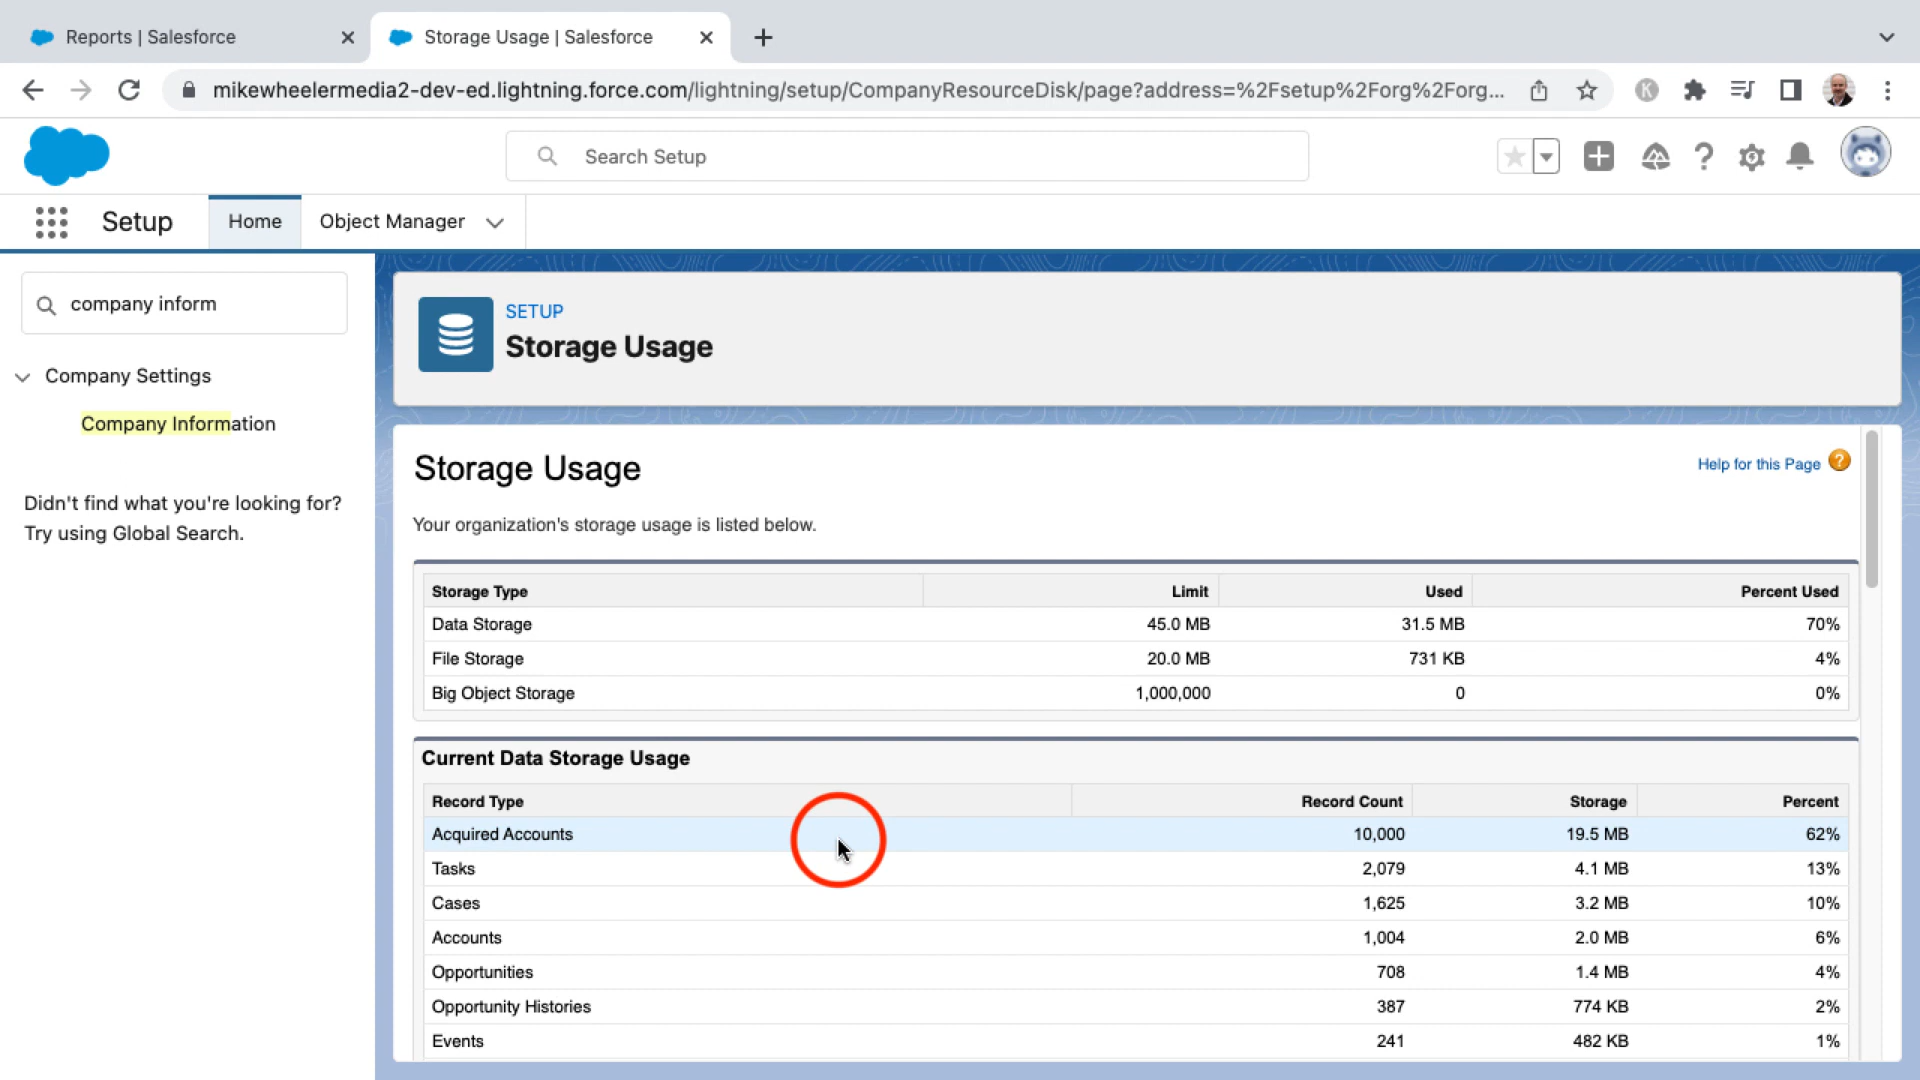 Reports | Salesforce
Storage Usage | Salesforce
mikewheelermedia2-dev-ed.lightning.force.com/lightning/setup/CompanyResourceDisk/page?address=%2Fsetup%2Forg%2Forg...
K
Search Setup
Setup
Home
Object Manager
company inform
Company Settings
Company Information
Didn't find what you're looking for?
Try using Global Search.
SETUP
Storage Usage
Storage Usage
Help for this Page ?
Your organization's storage usage is listed below.
Storage Type Limit Used Percent Used
Data Storage 45.0 MB 31.5 MB 70%
File Storage 20.0 MB 731 KB 4%
Big Object Storage 1,000,000 0 0%
Current Data Storage Usage
Record Type Record Count Storage Percent
Acquired Accounts 10,000 19.5 MB 62%
Tasks 2,079 4.1 MB 13%
Cases 1,625 3.2 MB 10%
Accounts 1,004 2.0 MB 6%
Opportunities 708 1.4 MB 4%
Opportunity Histories 387 774 KB 2%
Events 241 482 KB 1%